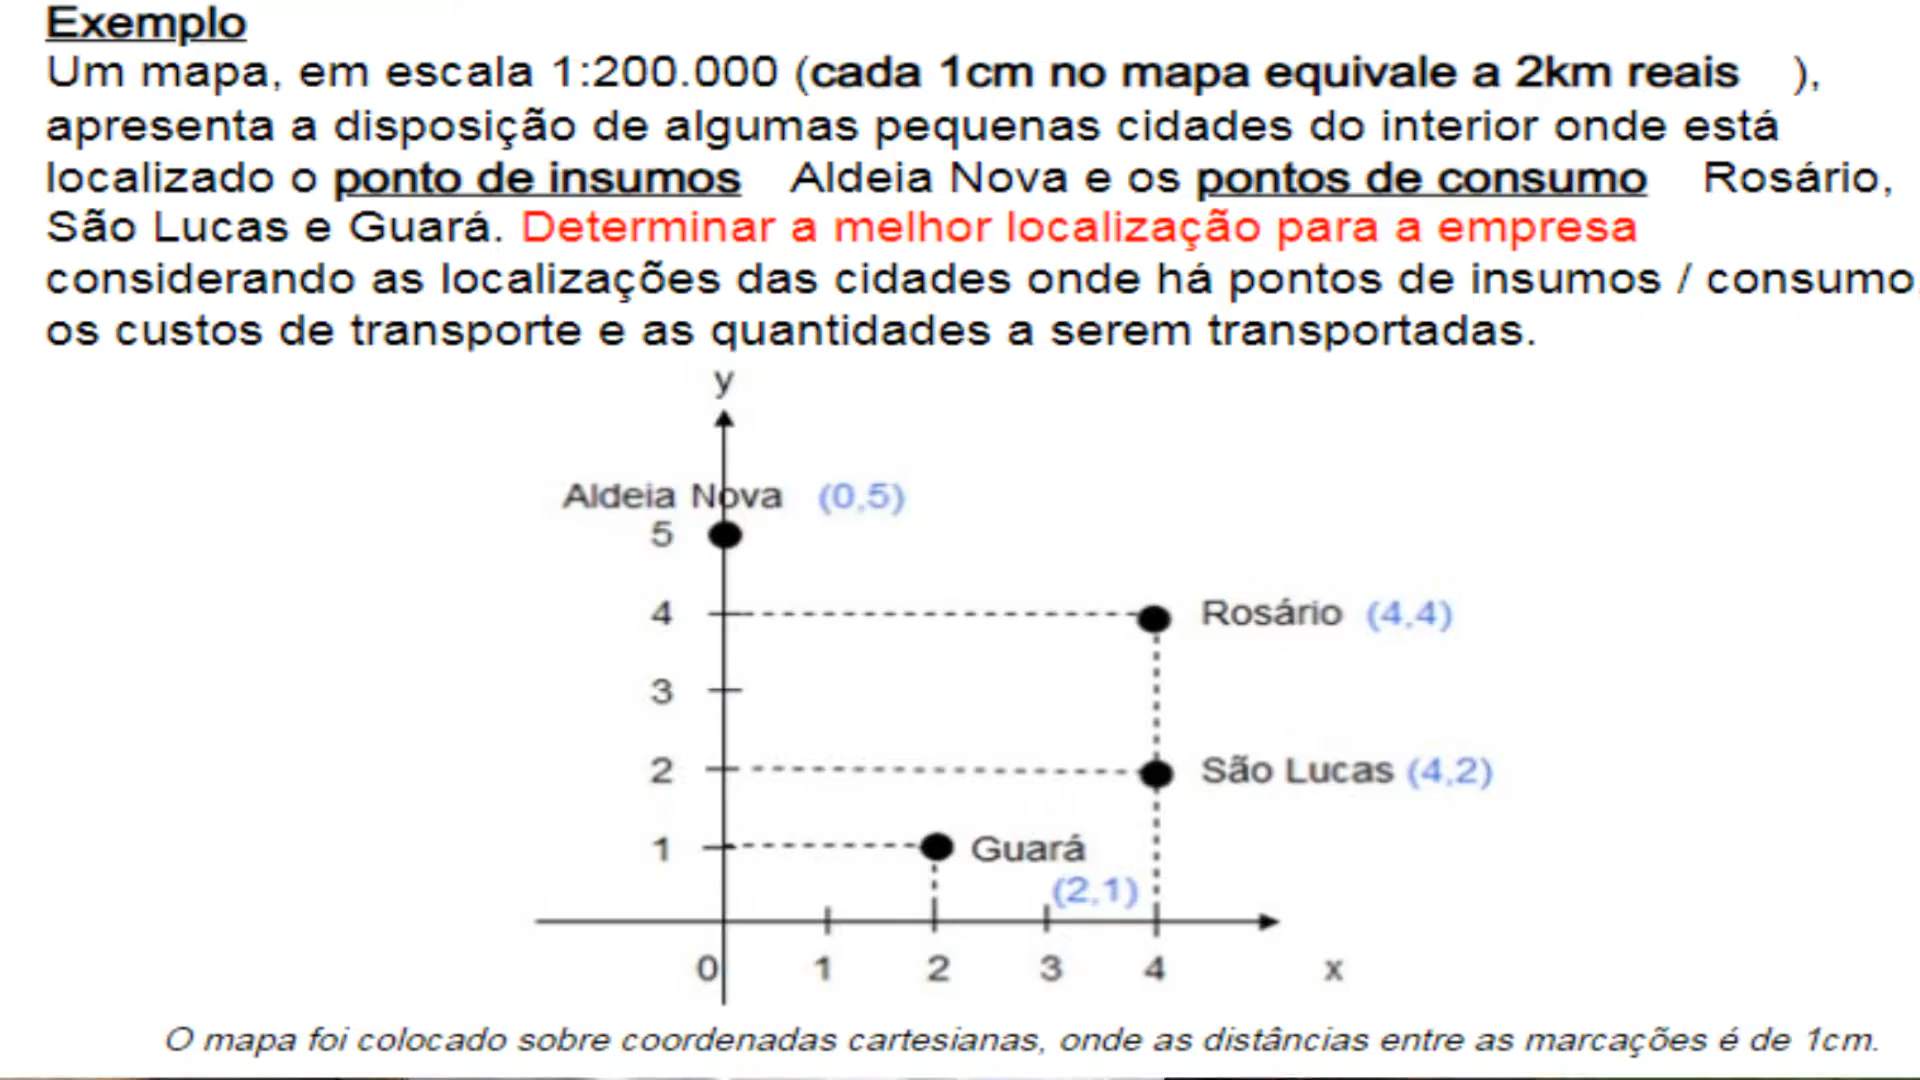 Exemplo
Um mapa, em escala 1:200.000 (cada 1cm no mapa equivale a 2km reais ),
apresenta a disposição de algumas pequenas cidades do interior onde está
localizado o ponto de insumos Aldeia Nova e os pontos de consumo Rosário,
São Lucas e Guará. Determinar a melhor localização para a empresa
considerando as localizações das cidades onde há pontos de insumos / consumo,
os custos de transporte e as quantidades a serem transportadas.
y
Aldeia Nova (0,5)
5
4 Rosário (4,4)
3
2 São Lucas (4,2)
1 Guará
(2,1)
0 1 2 3 4 x
O mapa foi colocado sobre coordenadas cartesianas, onde as distâncias entre as marcações é de 1cm.